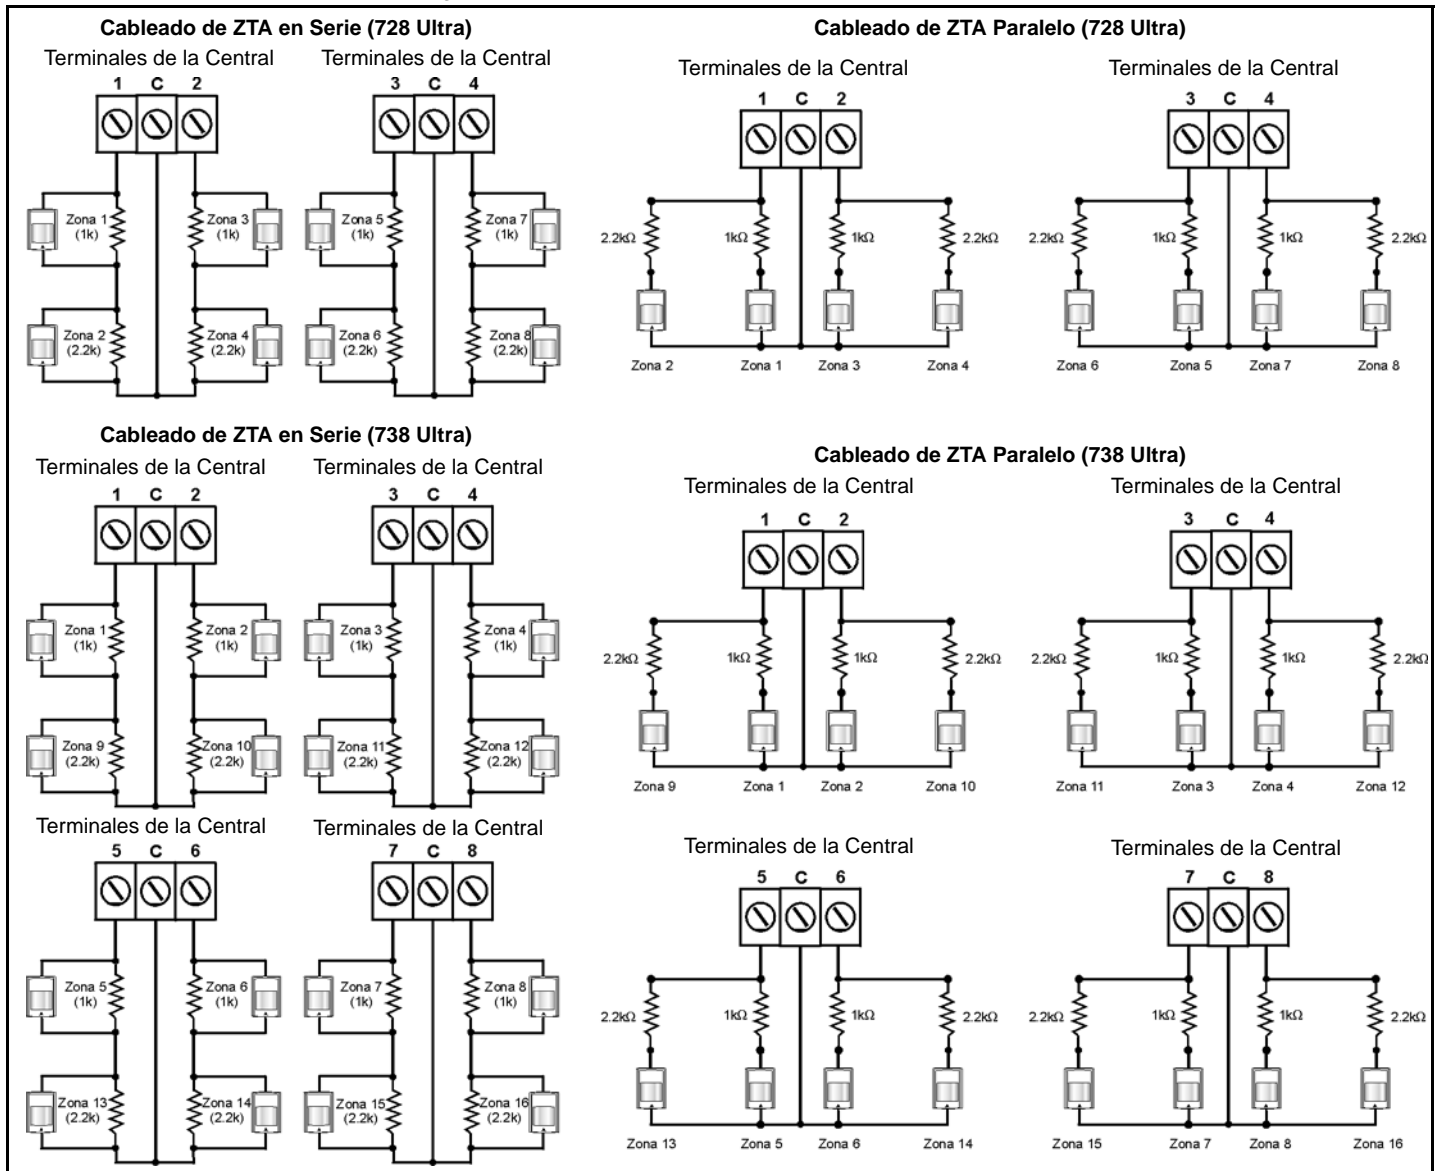 Cableado de ZTA en Serie (728 Ultra)
Terminales de la Central
1 C 2
Zona 1
(1k)
Zona 3
(1k)
Zona 2
(2.2k)
Zona 4
(2.2k)
Terminales de la Central
3 C 4
Zona 5
(1k)
Zona 7
(1k)
Zona 6
(2.2k)
Zona 8
(2.2k)
Cableado de ZTA Paralelo (728 Ultra)
Terminales de la Central
1 C 2
2.2kΩ 1kΩ 1kΩ 2.2kΩ
Zona 2 Zona 1 Zona 3 Zona 4
Terminales de la Central
3 C 4
2.2kΩ 1kΩ 1kΩ 2.2kΩ
Zona 6 Zona 5 Zona 7 Zona 8
Cableado de ZTA en Serie (738 Ultra)
Terminales de la Central
1 C 2
Zona 1
(1k)
Zona 2
(1k)
Zona 9
(2.2k)
Zona 10
(2.2k)
Terminales de la Central
3 C 4
Zona 3
(1k)
Zona 4
(1k)
Zona 11
(2.2k)
Zona 12
(2.2k)
Terminales de la Central
5 C 6
Zona 5
(1k)
Zona 6
(1k)
Zona 13
(2.2k)
Zona 14
(2.2k)
Terminales de la Central
7 C 8
Zona 7
(1k)
Zona 8
(1k)
Zona 15
(2.2k)
Zona 16
(2.2k)
Cableado de ZTA Paralelo (738 Ultra)
Terminales de la Central
1 C 2
2.2kΩ 1kΩ 1kΩ 2.2kΩ
Zona 9 Zona 1 Zona 2 Zona 10
Terminales de la Central
3 C 4
2.2kΩ 1kΩ 1kΩ 2.2kΩ
Zona 11 Zona 3 Zona 4 Zona 12
Terminales de la Central
5 C 6
2.2kΩ 1kΩ 1kΩ 2.2kΩ
Zona 13 Zona 5 Zona 6 Zona 14
Terminales de la Central
7 C 8
2.2kΩ 1kΩ 1kΩ 2.2kΩ
Zona 15 Zona 7 Zona 8 Zona 16